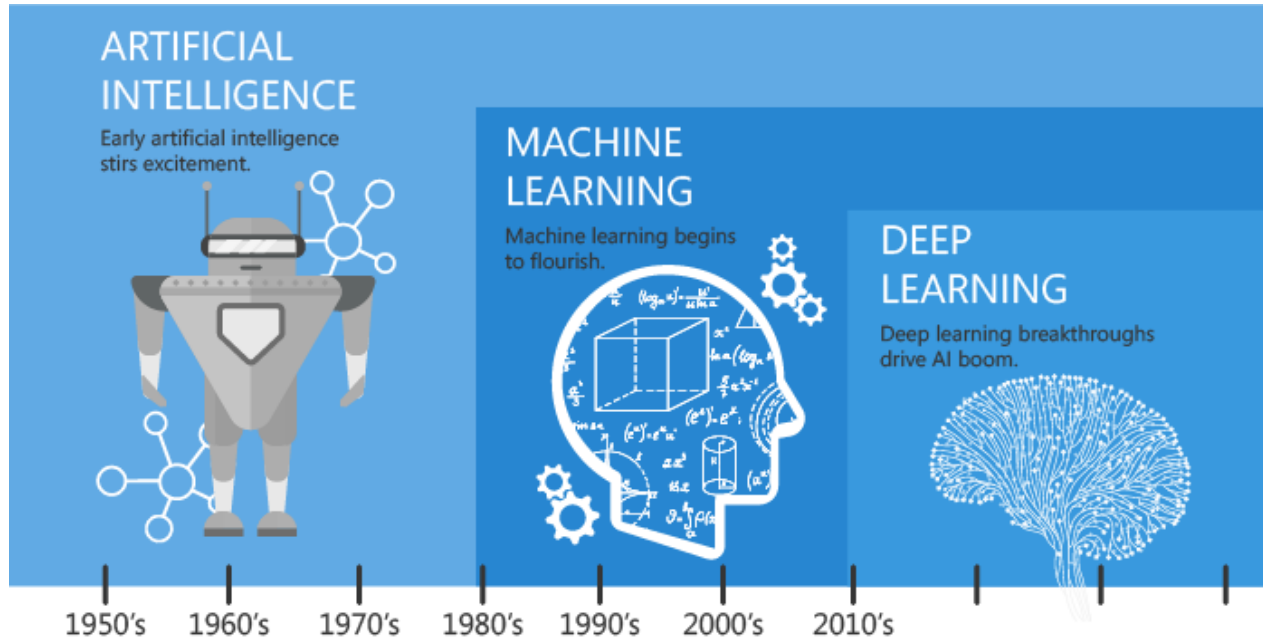 ARTIFICIAL
INTELLIGENCE
Early artificial intelligence
stirs excitement.
MACHINE
LEARNING
Machine learning begins
to flourish.
DEEP
LEARNING
Deep learning breakthroughs
drive AI boom.
1950's 1960's 1970's 1980's 1990's 2000's 2010's